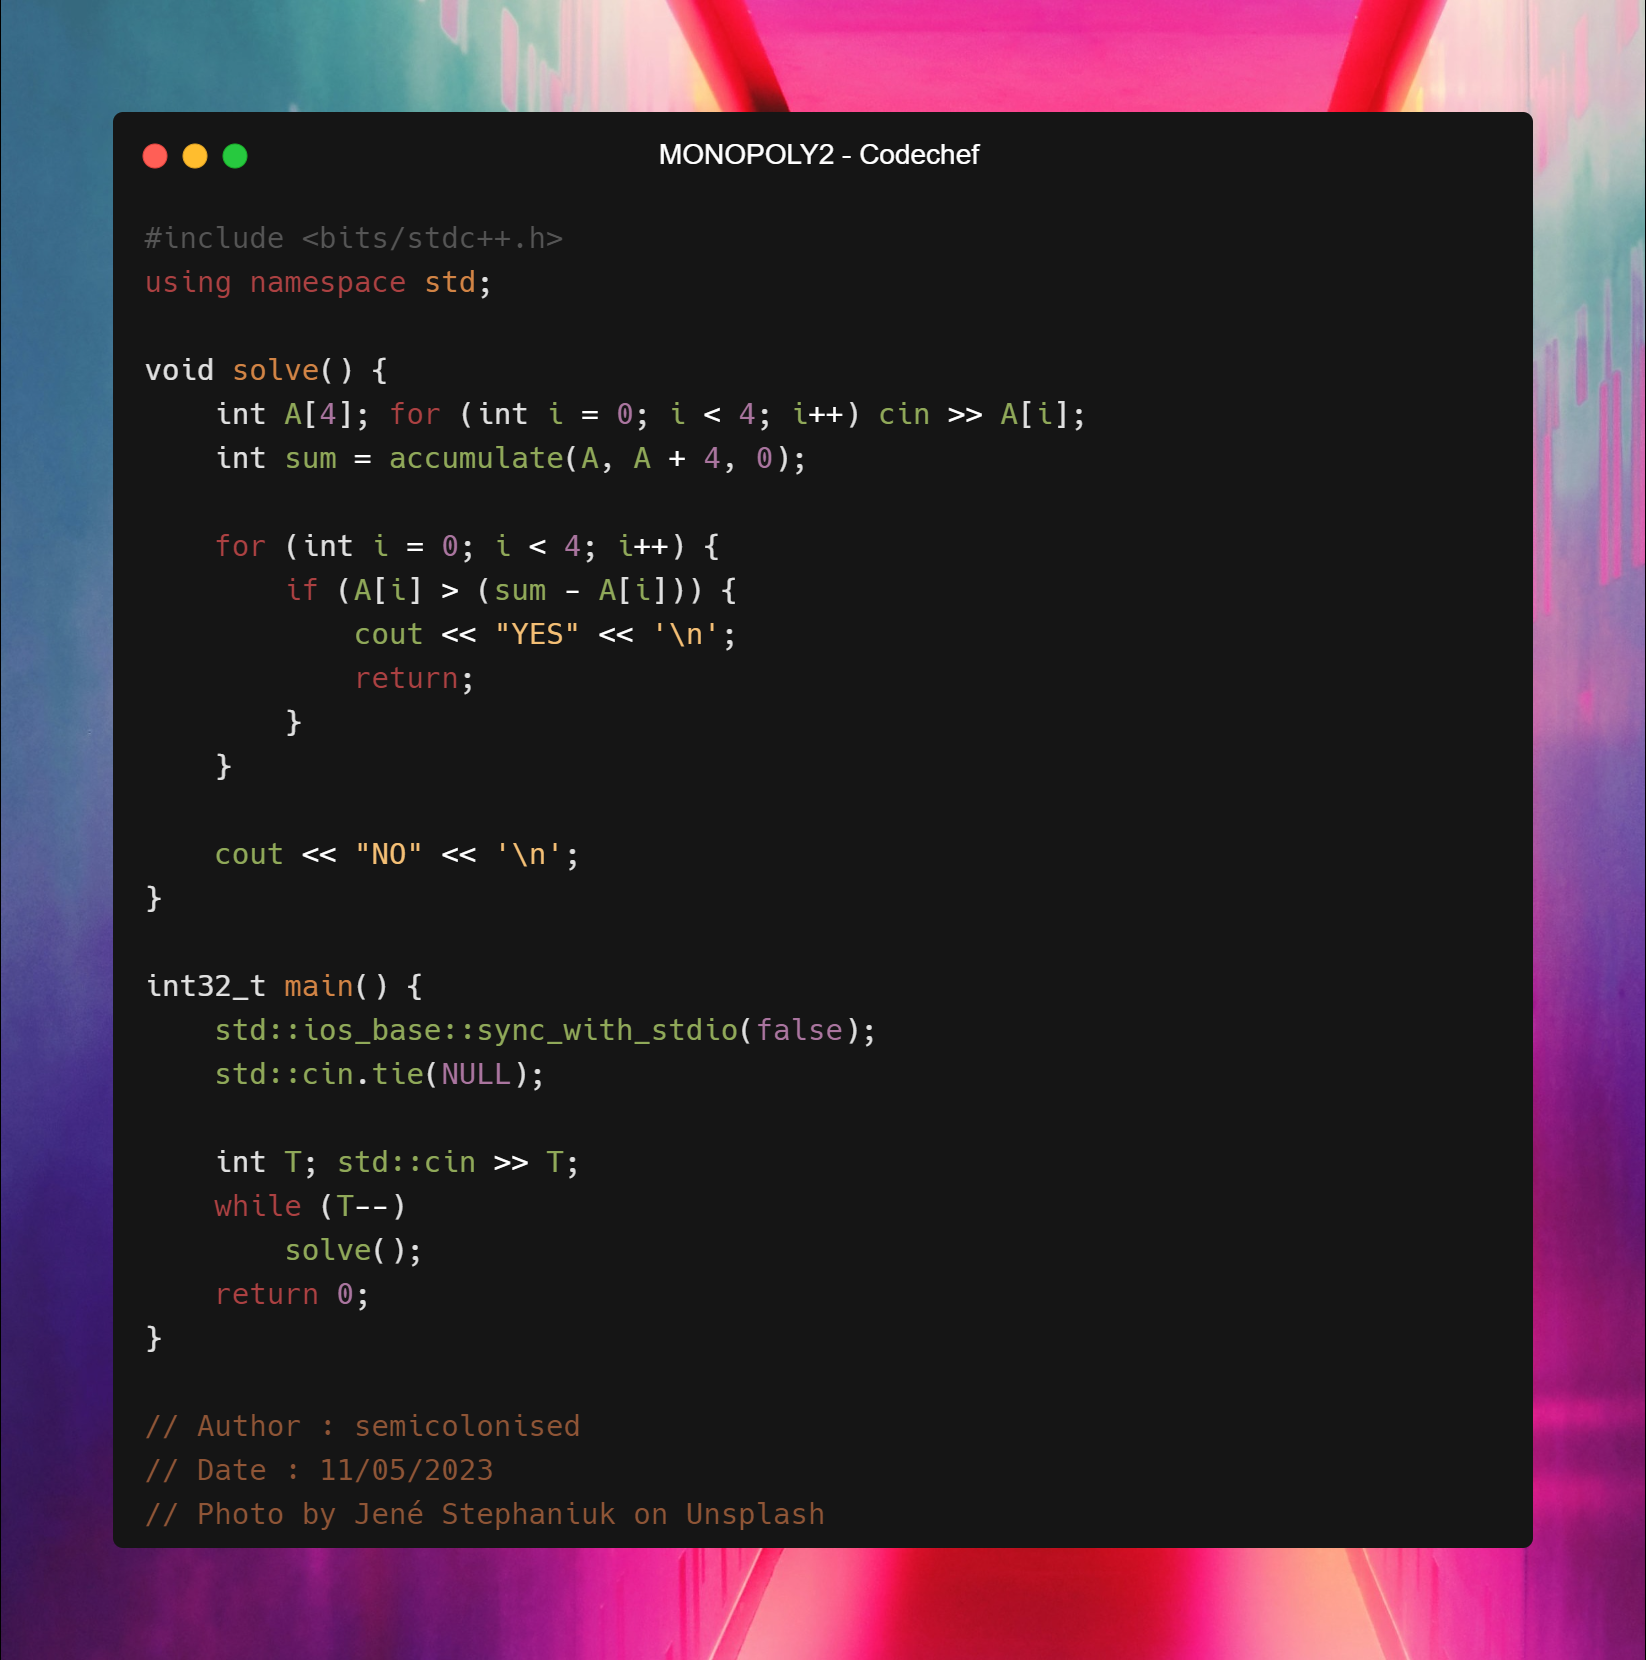 MONOPOLY2 - Codechef
#include <bits/stdc++.h>
using namespace std;
void solve() {
    int A[4]; for (int i = 0; i < 4; i++) cin >> A[i];
    int sum = accumulate(A, A + 4, 0);
    for (int i = 0; i < 4; i++) {
        if (A[i] > (sum - A[i])) {
            cout << "YES" << '\n';
            return;
        }
    }
    cout << "NO" << '\n';
}
int32_t main() {
    std::ios_base::sync_with_stdio(false);
    std::cin.tie(NULL);
    int T; std::cin >> T;
    while (T--)
        solve();
    return 0;
}
// Author : semicolonised
// Date : 11/05/2023
// Photo by Jené Stephaniuk on Unsplash